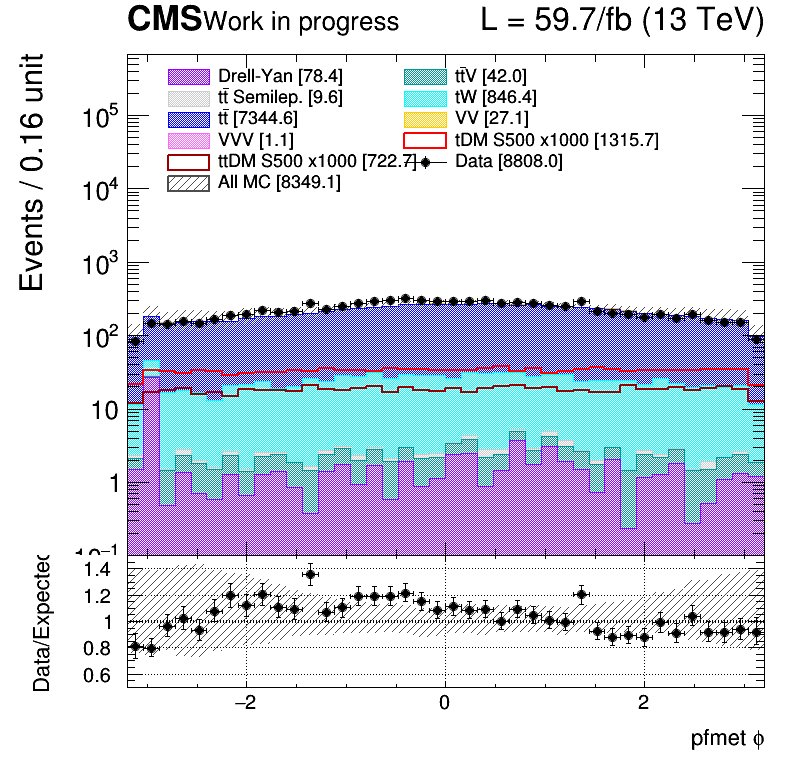 CMS Work in progress L = 59.7/fb (13 TeV)
Events / 0.16 unit
Drell-Yan [78.4] tt̄V [42.0]
tt̄ Semilep. [9.6] tW [846.4]
tt̄ [7344.6] VV [27.1]
VVV [1.1] tDM S500 x1000 [1315.7]
ttDM S500 x1000 [722.7] Data [8808.0]
All MC [8349.1]
10⁵
10⁴
10³
10²
10
1
10⁻¹
Data/Expected
1.4
1.2
1
0.8
0.6
−2 0 2
pfmet ϕ